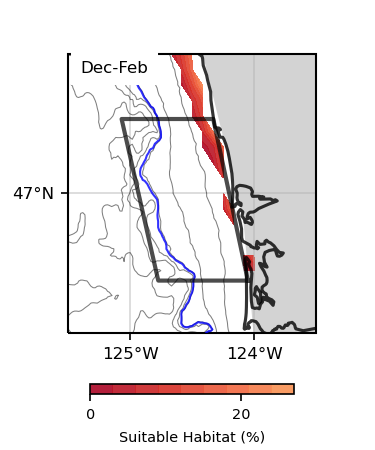 Dec-Feb
47°N
125°W 124°W
0 20
Suitable Habitat (%)